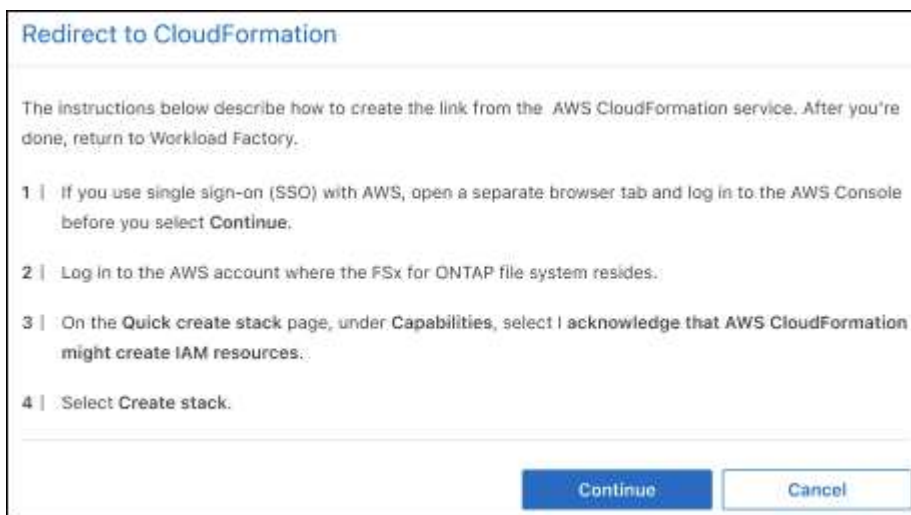 Redirect to CloudFormation
The instructions below describe how to create the link from the AWS CloudFormation service. After you're
done, return to Workload Factory.
1 | If you use single sign-on (SSO) with AWS, open a separate browser tab and log in to the AWS Console
before you select Continue.
2 | Log in to the AWS account where the FSx for ONTAP file system resides.
3 | On the Quick create stack page, under Capabilities, select I acknowledge that AWS CloudFormation
might create IAM resources.
4 | Select Create stack.
Continue Cancel